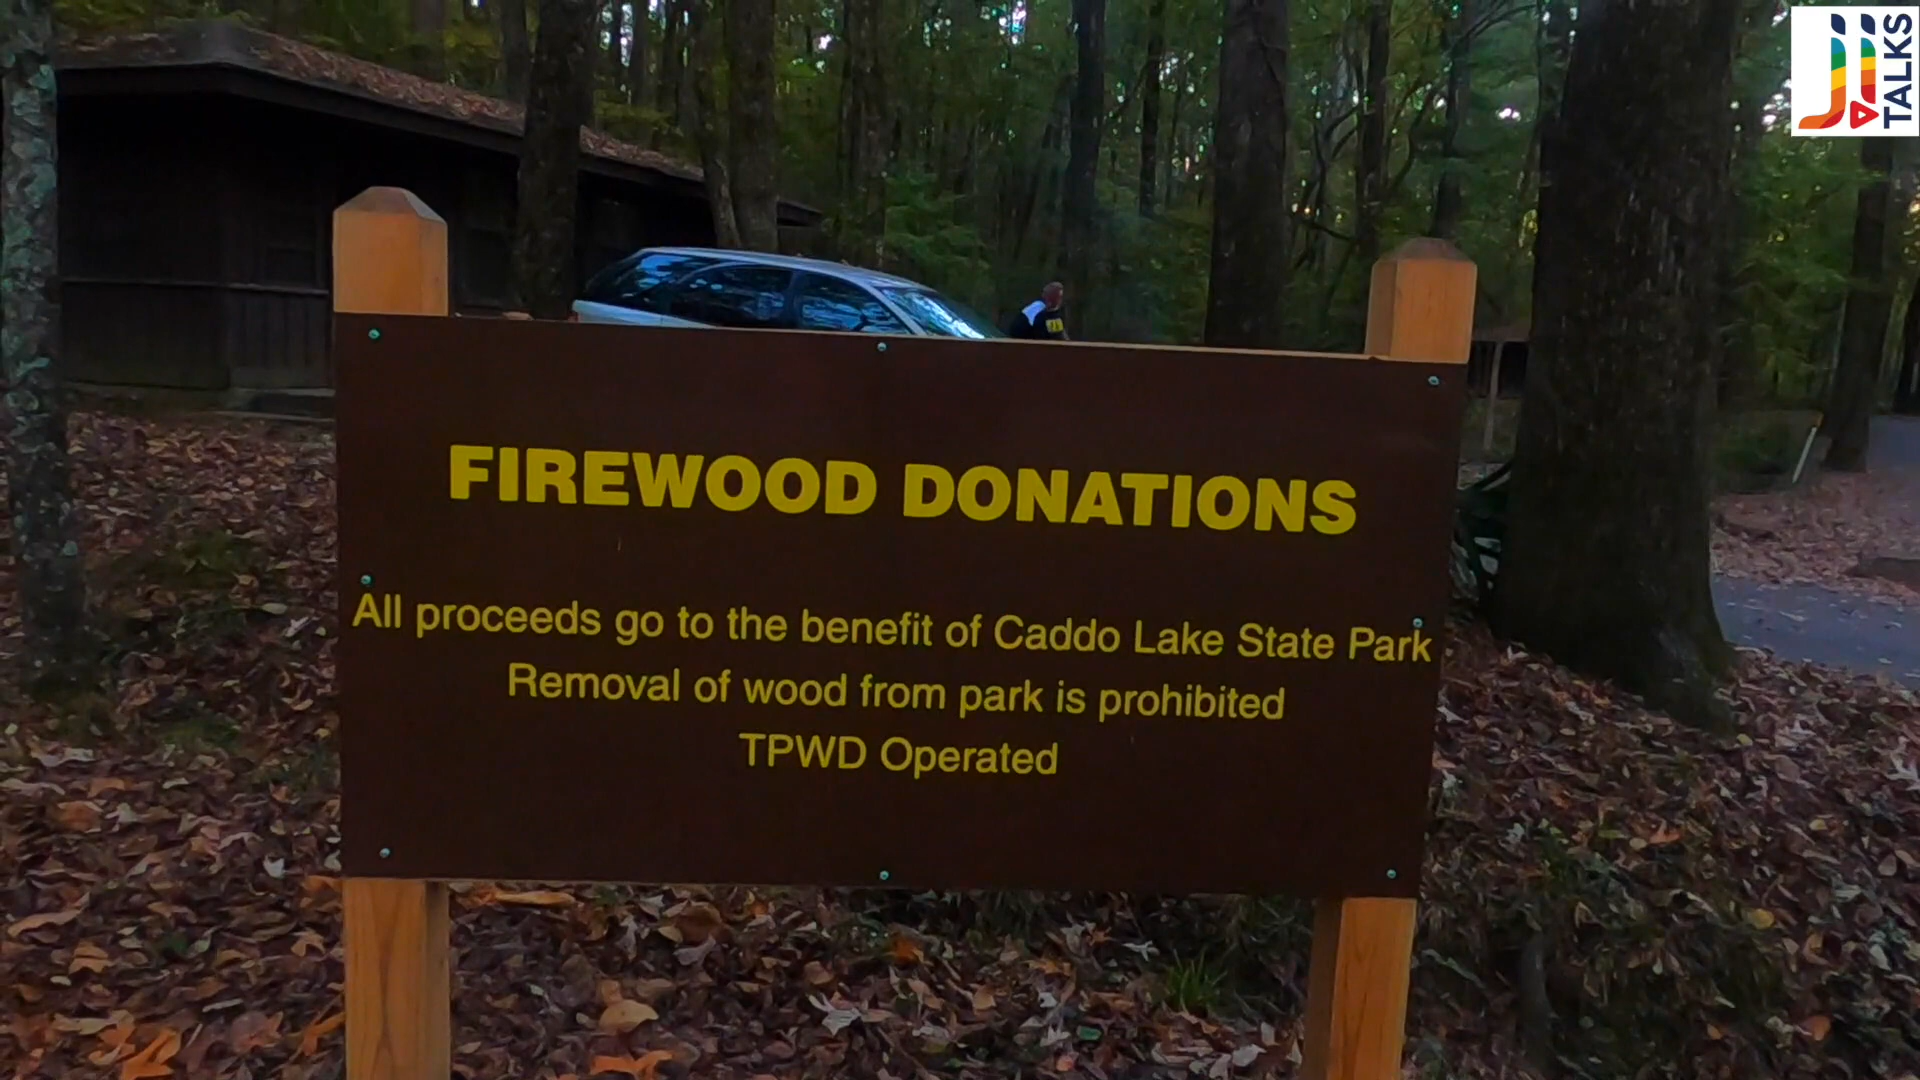 ji TALKS
FIREWOOD DONATIONS
All proceeds go to the benefit of Caddo Lake State Park
Removal of wood from park is prohibited
TPWD Operated